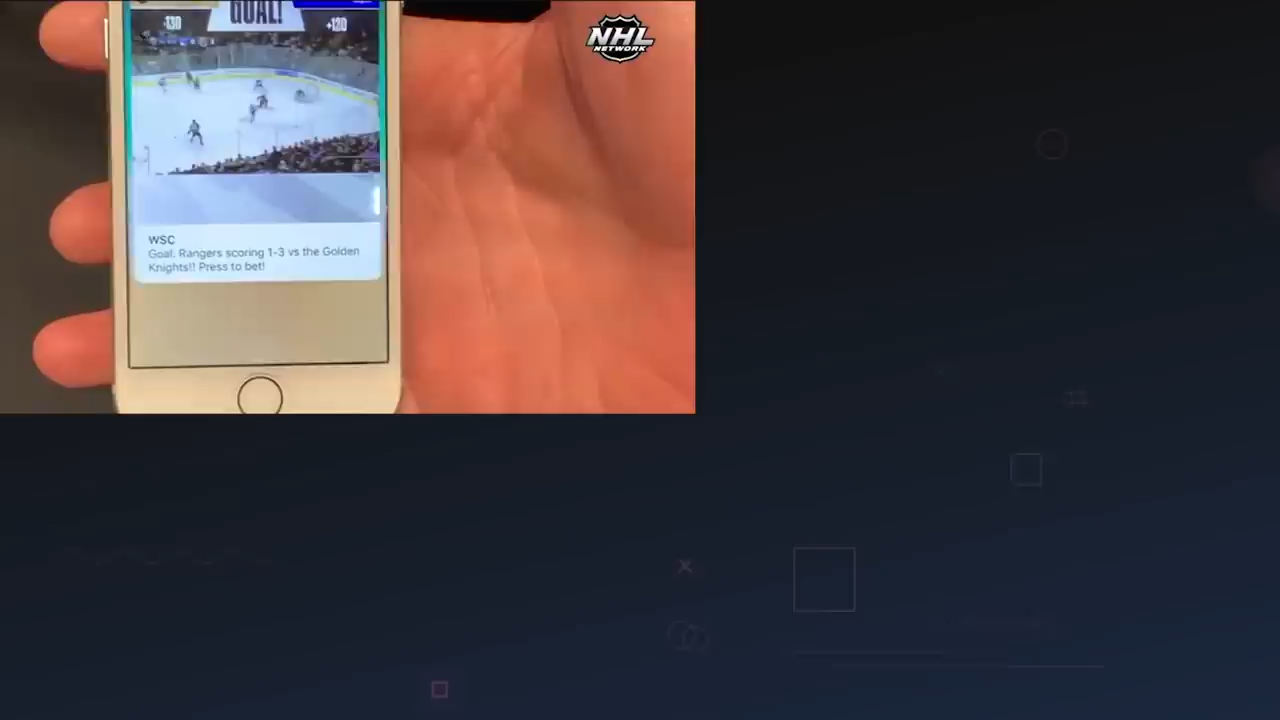 GOAL!
-130
+120
NHL
NETWORK
WSC
Goal. Rangers scoring 1-3 vs the Golden
Knights!! Press to bet!